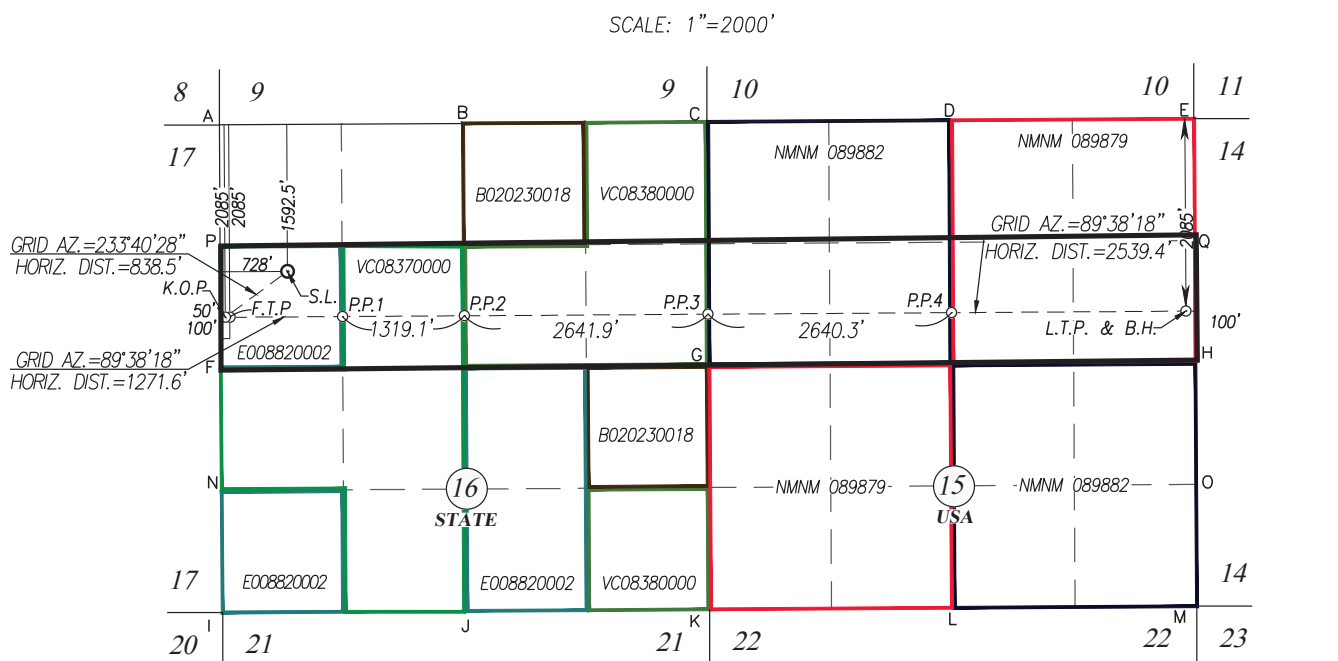 SCALE: 1"=2000'
8 9 9 10 10 11
A B C D E
17 14
NMNM 089882 NMNM 089879
B020230018 VC08380000
2085'
2085'
1592.5'
2085'
GRID AZ.=233°40'28"
HORIZ. DIST.=838.5'
GRID AZ.=89°38'18"
HORIZ. DIST.=2539.4'
P Q
728' VC08370000
K.O.P. S.L.
50' F.T.P. P.P.1 P.P.2 P.P.3 P.P.4
100' 1319.1' 2641.9' 2640.3' L.T.P. & B.H. 100'
E008820002
GRID AZ.=89°38'18"
HORIZ. DIST.=1271.6'
F G H
B020230018
N 16 NMNM 089879 15 NMNM 089882 O
STATE USA
17 E008820002 E008820002 VC08380000 14
I J K L M
20 21 21 22 22 23